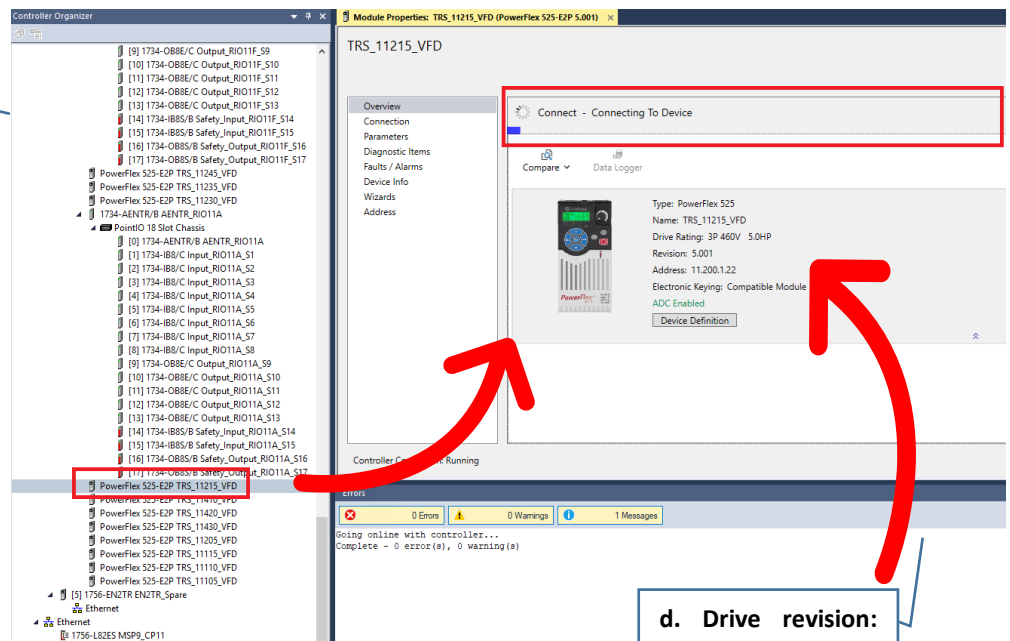 Controller Organizer
[9] 1734-OB8E/C Output_RIO11F_S9
[10] 1734-OB8E/C Output_RIO11F_S10
[11] 1734-OB8E/C Output_RIO11F_S11
[12] 1734-OB8E/C Output_RIO11F_S12
[13] 1734-OB8E/C Output_RIO11F_S13
[14] 1734-IB8S/B Safety_Input_RIO11F_S14
[15] 1734-IB8S/B Safety_Input_RIO11F_S15
[16] 1734-OB8S/B Safety_Output_RIO11F_S16
[17] 1734-OB8S/B Safety_Output_RIO11F_S17
PowerFlex 525-E2P TRS_11245_VFD
PowerFlex 525-E2P TRS_11235_VFD
PowerFlex 525-E2P TRS_11230_VFD
1734-AENTR/B AENTR_RIO11A
PointIO 18 Slot Chassis
[0] 1734-AENTR/B AENTR_RIO11A
[1] 1734-IB8/C Input_RIO11A_S1
[2] 1734-IB8/C Input_RIO11A_S2
[3] 1734-IB8/C Input_RIO11A_S3
[4] 1734-IB8/C Input_RIO11A_S4
[5] 1734-IB8/C Input_RIO11A_S5
[6] 1734-IB8/C Input_RIO11A_S6
[7] 1734-IB8/C Input_RIO11A_S7
[8] 1734-IB8/C Input_RIO11A_S8
[9] 1734-OB8E/C Output_RIO11A_S9
[10] 1734-OB8E/C Output_RIO11A_S10
[11] 1734-OB8E/C Output_RIO11A_S11
[12] 1734-OB8E/C Output_RIO11A_S12
[13] 1734-OB8E/C Output_RIO11A_S13
[14] 1734-IB8S/B Safety_Input_RIO11A_S14
[15] 1734-IB8S/B Safety_Input_RIO11A_S15
[16] 1734-OB8S/B Safety_Output_RIO11A_S16
[17] 1734-OB8S/B Safety_Output_RIO11A_S17
PowerFlex 525-E2P TRS_11215_VFD
PowerFlex 525-E2P TRS_11410_VFD
PowerFlex 525-E2P TRS_11420_VFD
PowerFlex 525-E2P TRS_11430_VFD
PowerFlex 525-E2P TRS_11205_VFD
PowerFlex 525-E2P TRS_11115_VFD
PowerFlex 525-E2P TRS_11110_VFD
PowerFlex 525-E2P TRS_11105_VFD
[5] 1756-EN2TR EN2TR_Spare
Ethernet
Ethernet
1756-L82ES MSP9_CP11
Module Properties: TRS_11215_VFD (PowerFlex 525-E2P 5.001) ×
TRS_11215_VFD
Overview
Connection
Parameters
Diagnostic Items
Faults / Alarms
Device Info
Wizards
Address
Connect - Connecting To Device
Compare
Data Logger
PowerFlex
Type: PowerFlex 525
Name: TRS_11215_VFD
Drive Rating: 3P 460V 5.0HP
Revision: 5.001
Address: 11.200.1.22
Electronic Keying: Compatible Module
ADC Enabled
Device Definition
Running
Errors
0 Errors
0 Warnings
1 Messages
Going online with controller...
Complete - 0 error(s), 0 warning(s)
d. Drive revision: